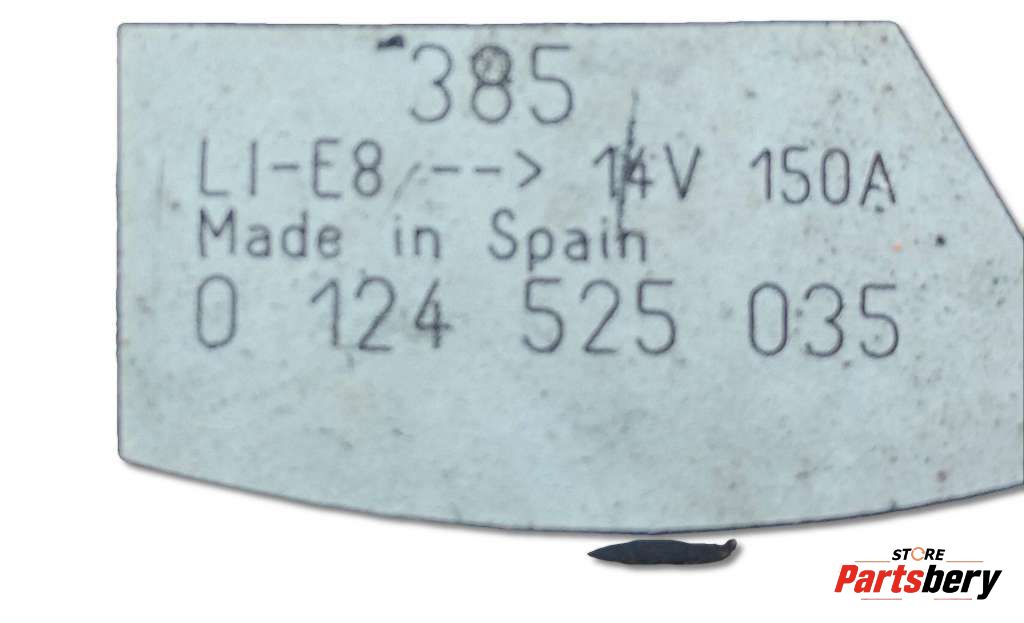 385
LI-E8 --> 14V 150A
Made in Spain
0 124 525 035
STORE
Partsbery